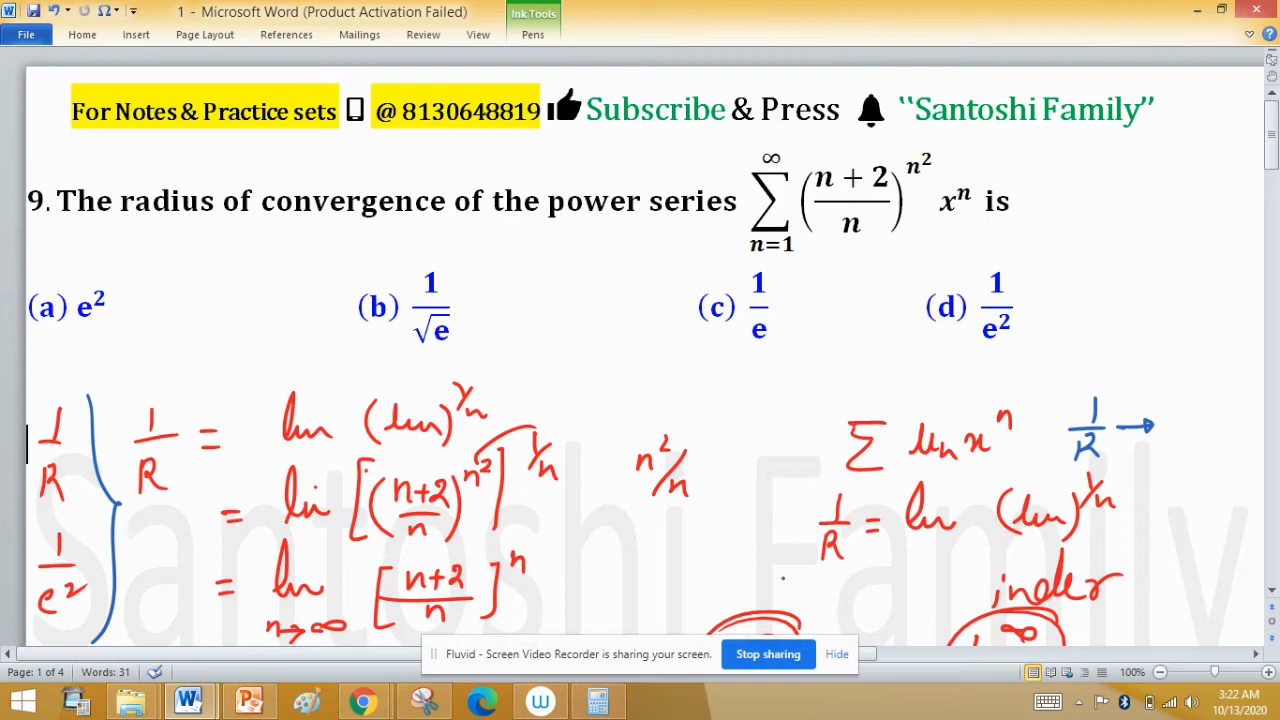 1 - Microsoft Word (Product Activation Failed)
Ink Tools
File Home Insert Page Layout References Mailings Review View Pens
For Notes & Practice sets @ 8130648819 Subscribe & Press "Santoshi Family"
9. The radius of convergence of the power series ∑_{n=1}^{∞} ((n + 2)/n)^{n²} xⁿ is
(a) e² (b) 1/√e (c) 1/e (d) 1/e²
1/R 1/R = lim (un)^{1/n} ∑ un xⁿ 1/R →
= lim [((n+2)/n)^{n²}]^{1/n} n²/n 1/R = lim (un)^{1/n}
1/e² = lim n→∞ [(n+2)/n]ⁿ
∞
Santoshi Family
Fluvid - Screen Video Recorder is sharing your screen. Stop sharing Hide
Page: 1 of 4 Words: 31 100%
3:22 AM
10/13/2020